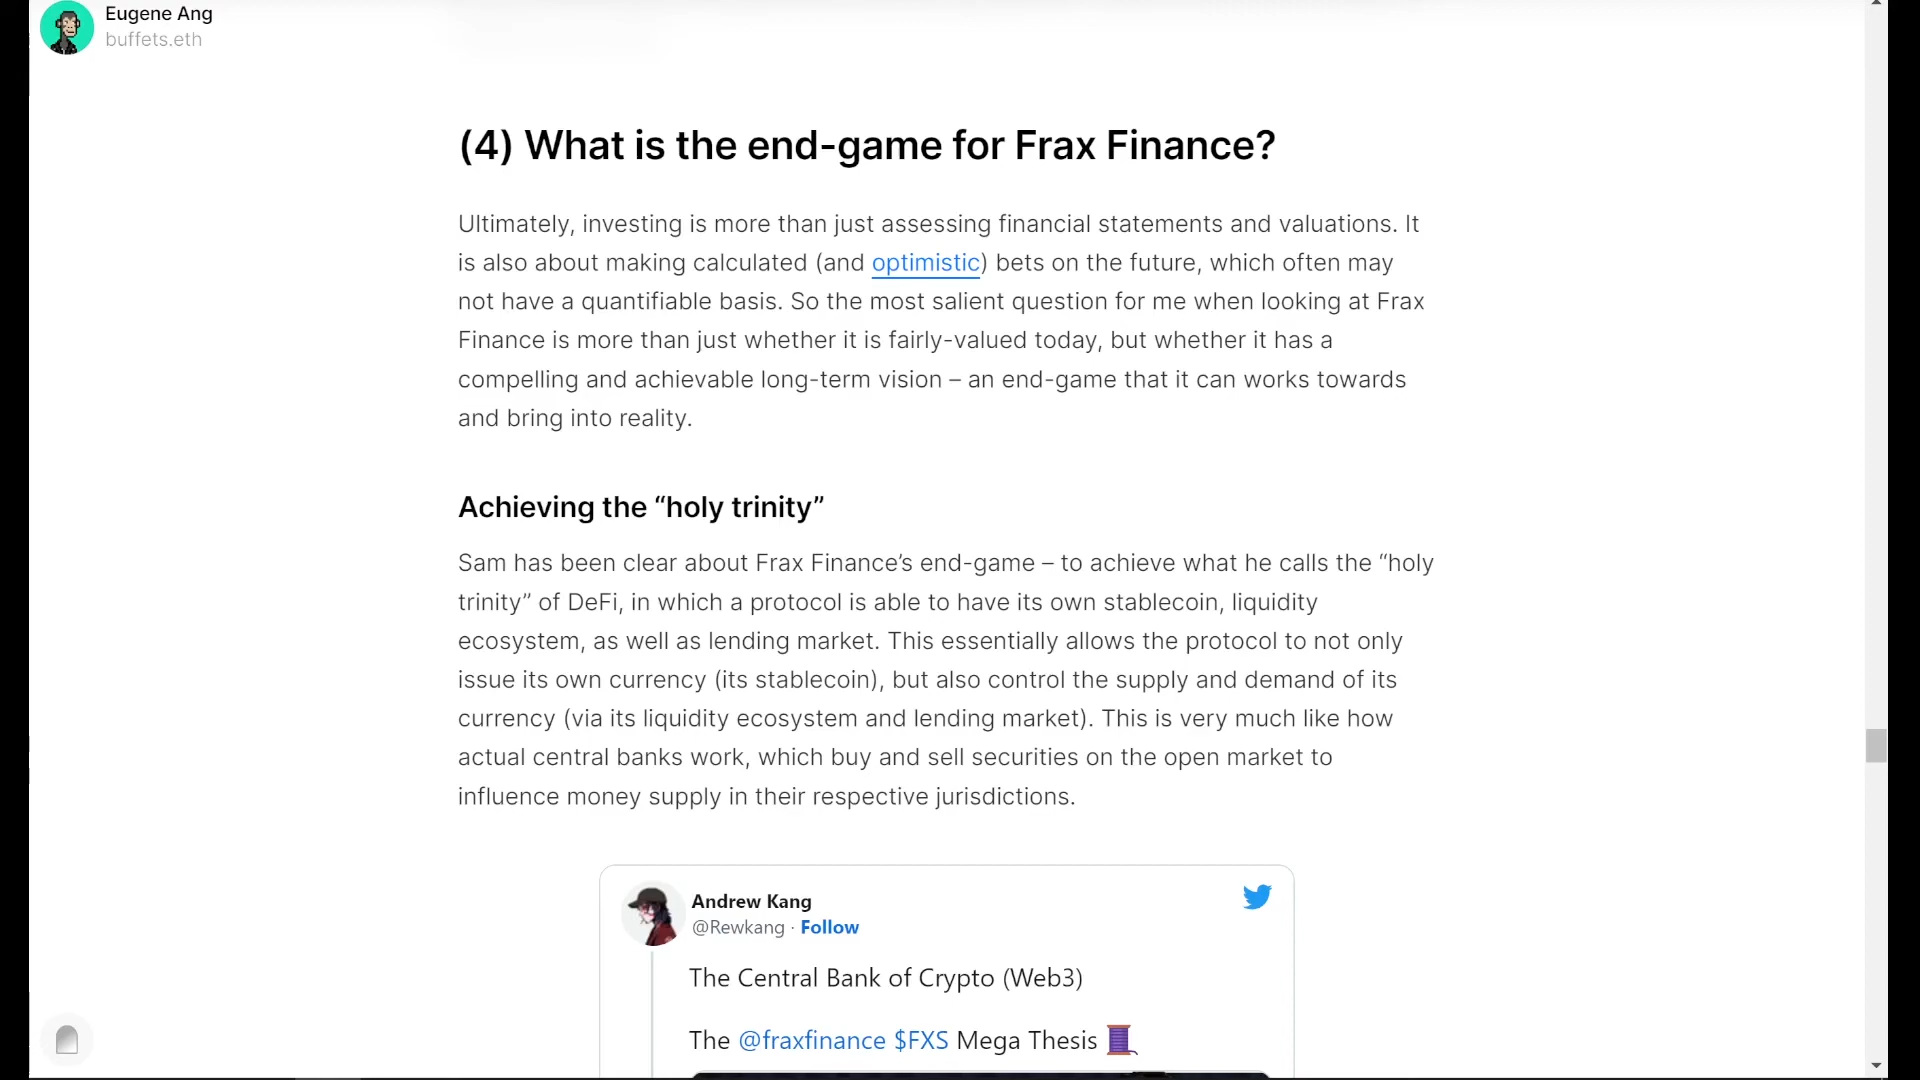 Eugene Ang
buffets.eth
(4) What is the end-game for Frax Finance?
Ultimately, investing is more than just assessing financial statements and valuations. It
is also about making calculated (and optimistic) bets on the future, which often may
not have a quantifiable basis. So the most salient question for me when looking at Frax
Finance is more than just whether it is fairly-valued today, but whether it has a
compelling and achievable long-term vision – an end-game that it can works towards
and bring into reality.
Achieving the “holy trinity”
Sam has been clear about Frax Finance’s end-game – to achieve what he calls the “holy
trinity” of DeFi, in which a protocol is able to have its own stablecoin, liquidity
ecosystem, as well as lending market. This essentially allows the protocol to not only
issue its own currency (its stablecoin), but also control the supply and demand of its
currency (via its liquidity ecosystem and lending market). This is very much like how
actual central banks work, which buy and sell securities on the open market to
influence money supply in their respective jurisdictions.
Andrew Kang
@Rewkang · Follow
The Central Bank of Crypto (Web3)
The @fraxfinance $FXS Mega Thesis 🧵